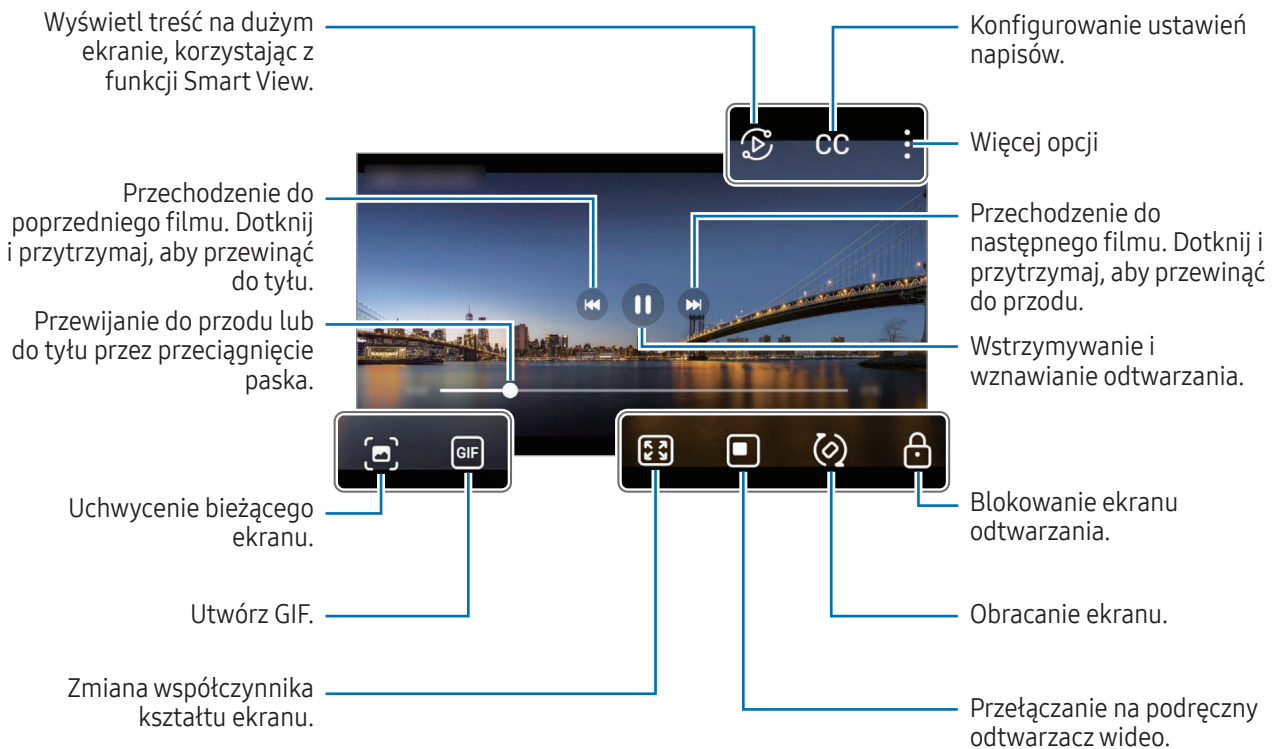 Wyświetl treść na dużym
ekranie, korzystając z
funkcji Smart View.
Konfigurowanie ustawień
napisów.
CC
Więcej opcji
Przechodzenie do
poprzedniego filmu. Dotknij
i przytrzymaj, aby przewinąć
do tyłu.
Przechodzenie do
następnego filmu. Dotknij i
przytrzymaj, aby przewinąć
do przodu.
Przewijanie do przodu lub
do tyłu przez przeciągnięcie
paska.
Wstrzymywanie i
wznawianie odtwarzania.
GIF
Uchwycenie bieżącego
ekranu.
Blokowanie ekranu
odtwarzania.
Utwórz GIF.
Obracanie ekranu.
Zmiana współczynnika
kształtu ekranu.
Przełączanie na podręczny
odtwarzacz wideo.